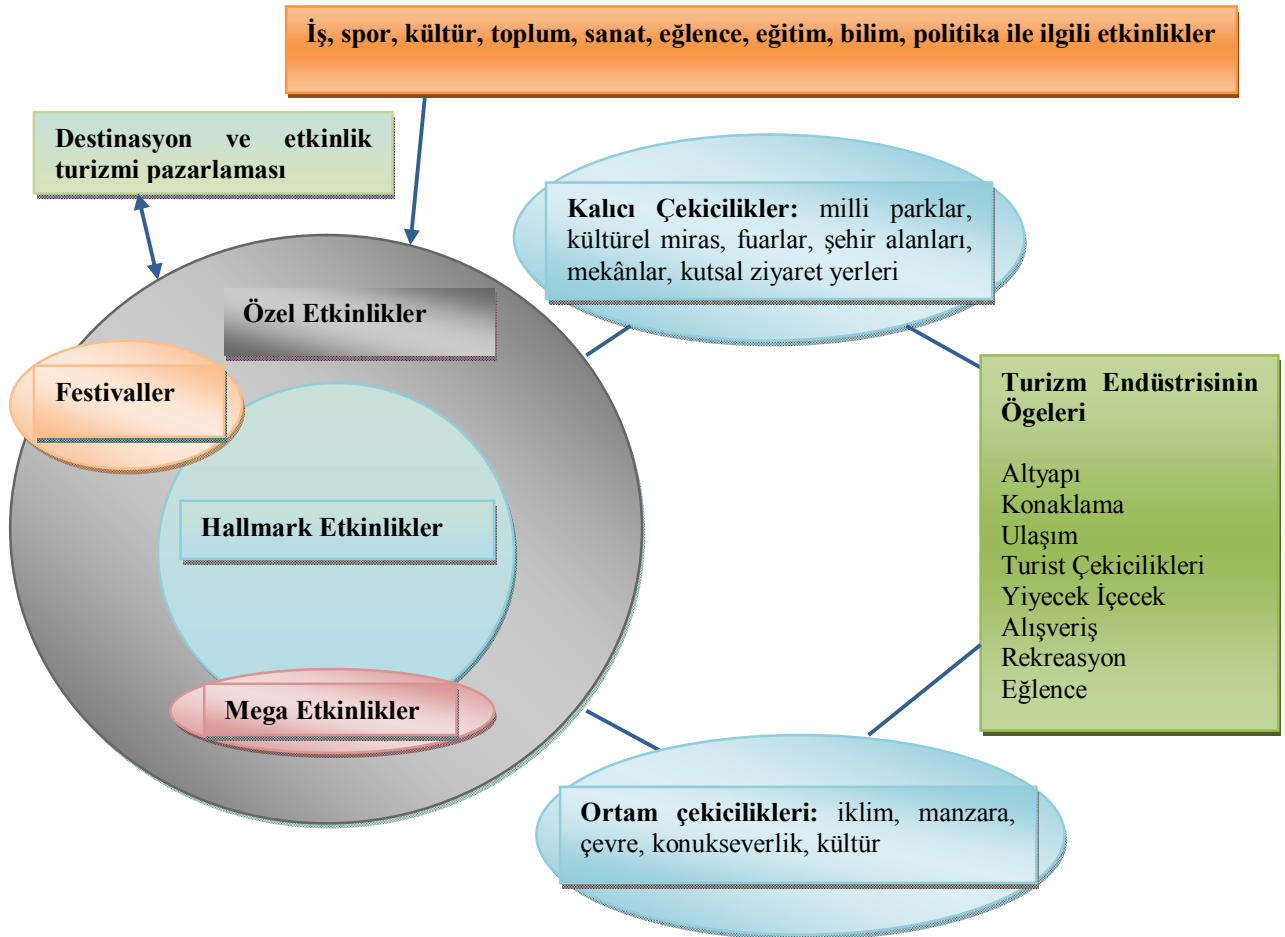 İş, spor, kültür, toplum, sanat, eğlence, eğitim, bilim, politika ile ilgili etkinlikler
Destinasyon ve etkinlik
turizmi pazarlaması
Kalıcı Çekicilikler: milli parklar,
kültürel miras, fuarlar, şehir alanları,
mekânlar, kutsal ziyaret yerleri
Özel Etkinlikler
Festivaller
Hallmark Etkinlikler
Mega Etkinlikler
Turizm Endüstrisinin
Ögeleri
Altyapı
Konaklama
Ulaşım
Turist Çekicilikleri
Yiyecek İçecek
Alışveriş
Rekreasyon
Eğlence
Ortam çekicilikleri: iklim, manzara,
çevre, konukseverlik, kültür